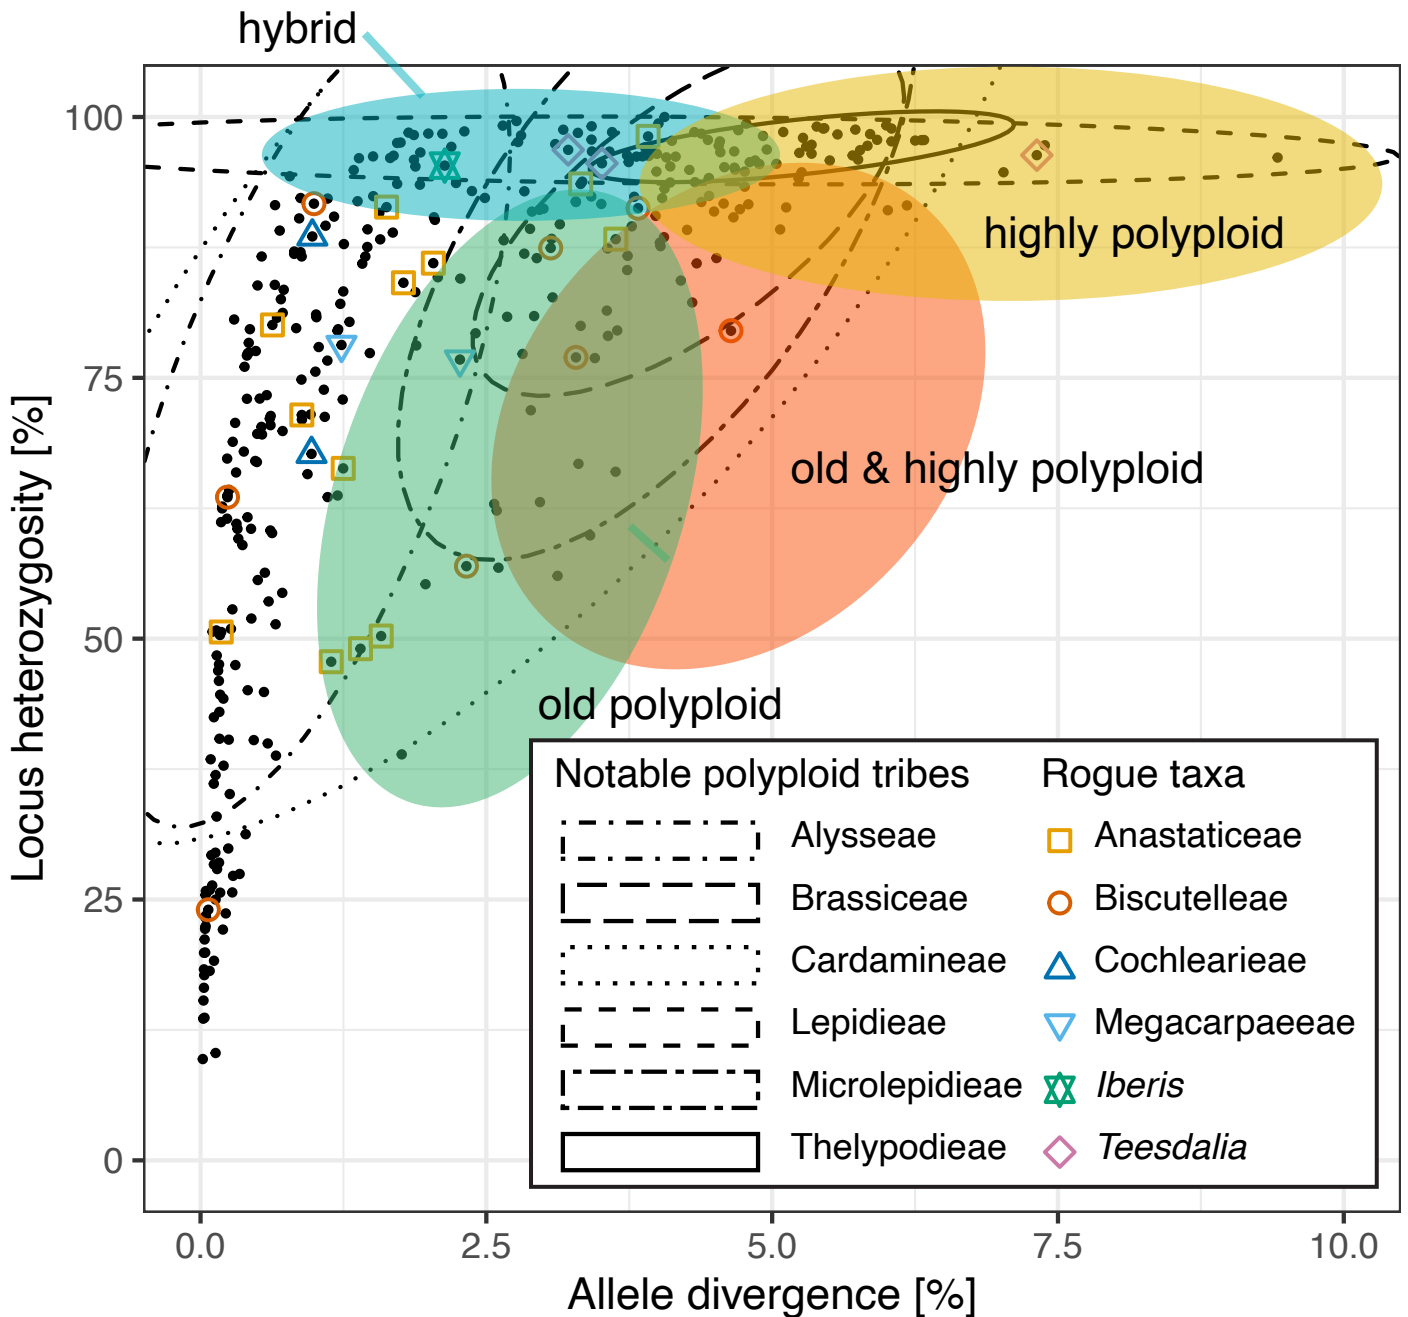 hybrid
100
highly polyploid
75
old & highly polyploid
Locus heterozygosity [%]
50
old polyploid
Notable polyploid tribes
Rogue taxa
Alysseae
Anastaticeae
Brassiceae
Biscutelleae
25
Cardamineae
Cochlearieae
Lepidieae
Megacarpaeeae
Microlepidieae
Iberis
Thelypodieae
Teesdalia
0
0.0
2.5
5.0
7.5
10.0
Allele divergence [%]